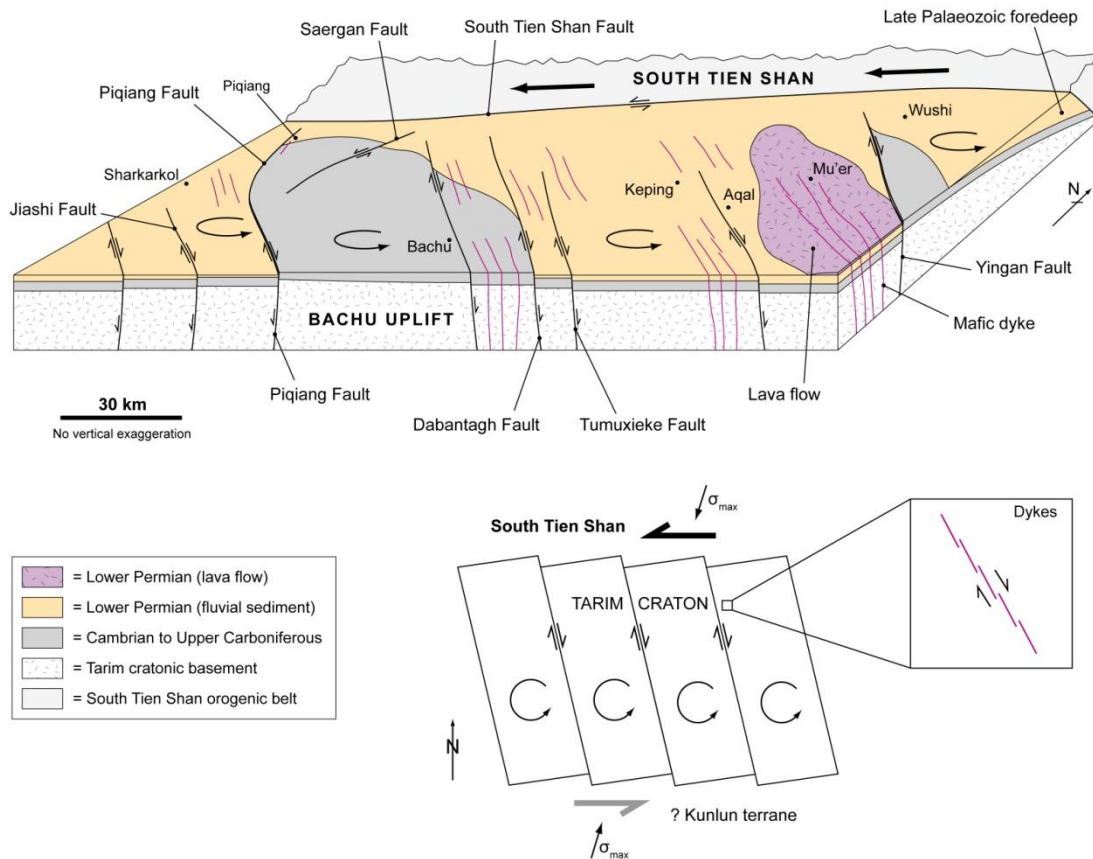 Saergan Fault
South Tien Shan Fault
Late Palaeozoic foredeep
SOUTH TIEN SHAN
Piqiang Fault
Piqiang
Wushi
Sharkarkol
Mu'er
Keping
Aqal
N
Jiashi Fault
Bachu
Yingan Fault
BACHU UPLIFT
Mafic dyke
Piqiang Fault
Lava flow
30 km
No vertical exaggeration
Dabantagh Fault
Tumuxieke Fault
σmax
South Tien Shan
Dykes
TARIM CRATON
= Lower Permian (lava flow)
= Lower Permian (fluvial sediment)
= Cambrian to Upper Carboniferous
= Tarim cratonic basement
= South Tien Shan orogenic belt
N
? Kunlun terrane
σmax